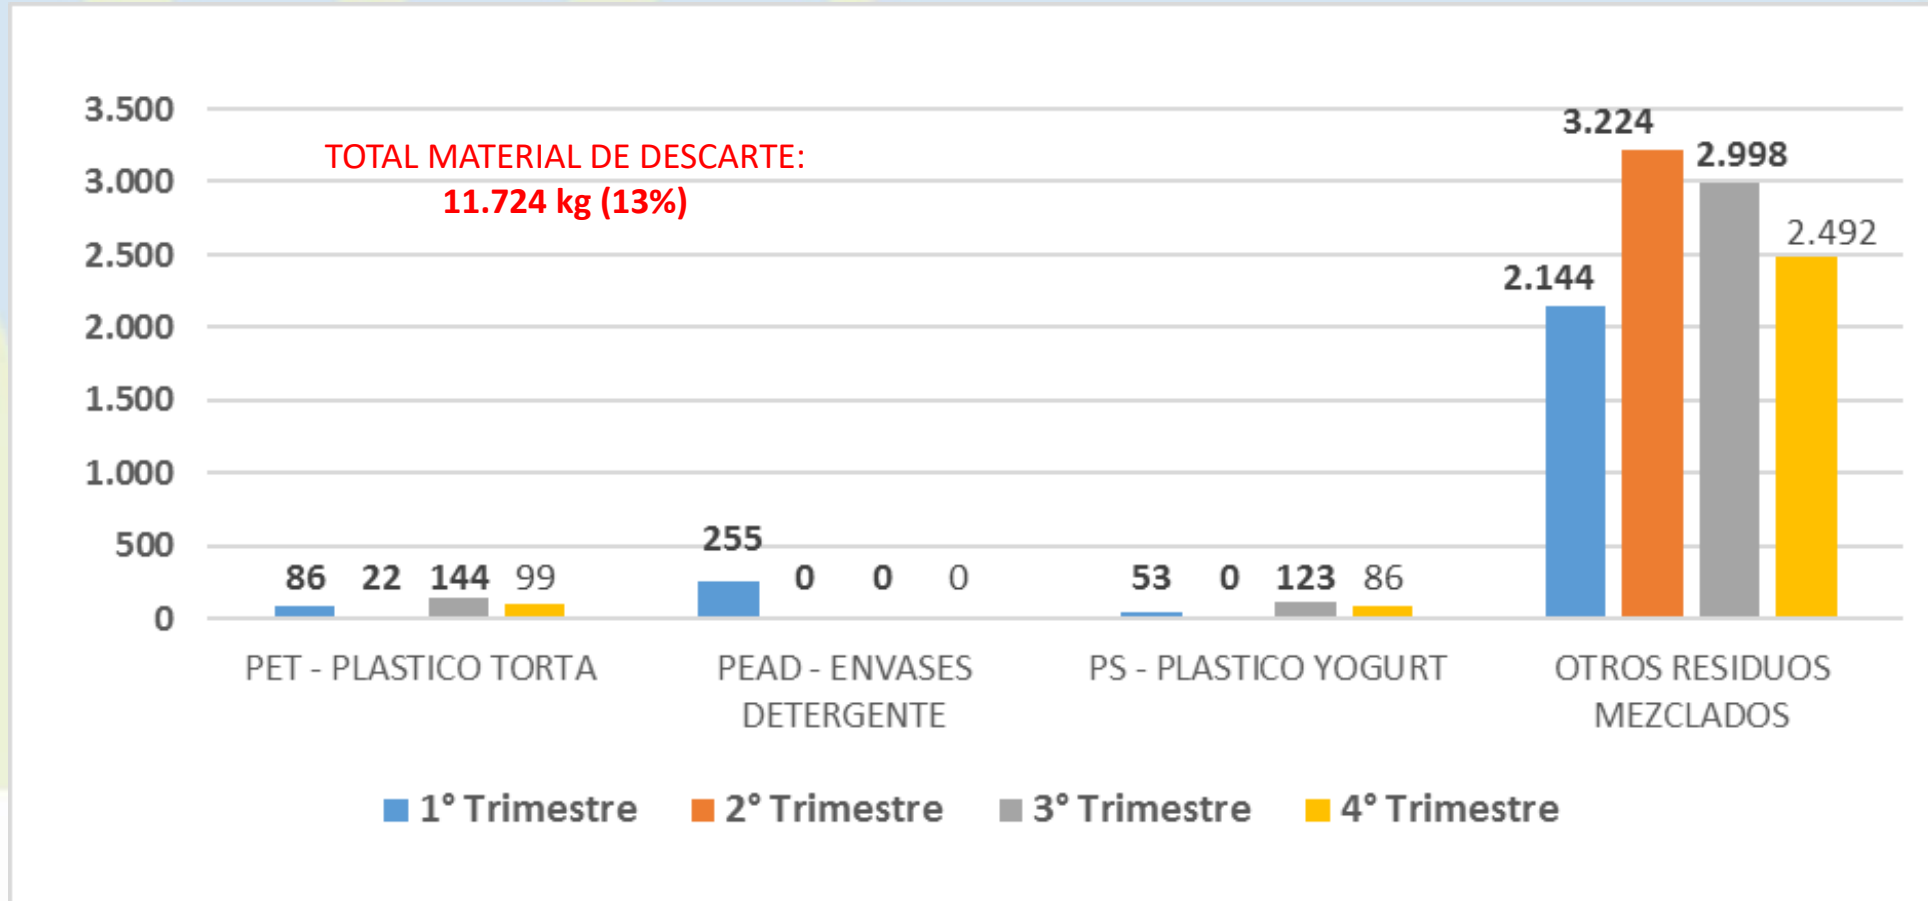 3.500
3.000
2.500
2.000
1.500
1.000
500
0
TOTAL MATERIAL DE DESCARTE:
11.724 kg (13%)
86 22 144 99
255 0 0 0
53 0 123 86
2.144 3.224 2.998 2.492
PET - PLASTICO TORTA
PEAD - ENVASES
DETERGENTE
PS - PLASTICO YOGURT
OTROS RESIDUOS
MEZCLADOS
1° Trimestre 2° Trimestre 3° Trimestre 4° Trimestre